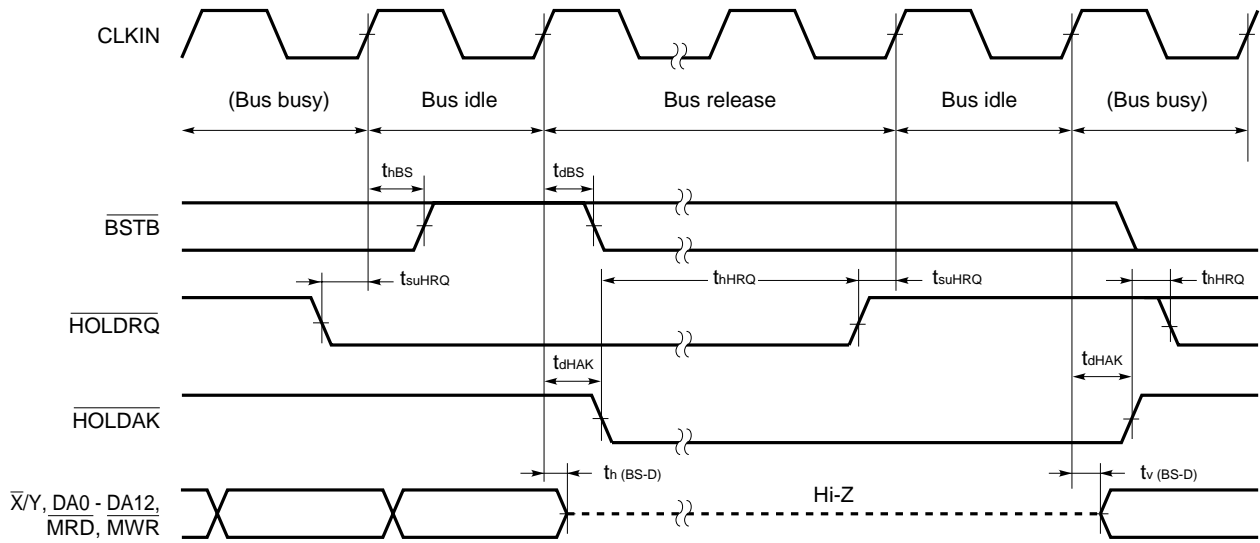 CLKIN
(Bus busy) Bus idle Bus release Bus idle (Bus busy)
thBS tdBS
BSTB
tsuHRQ thHRQ tsuHRQ thHRQ
HOLDRQ
tdHAK tdHAK
HOLDAK
th (BS-D) tv (BS-D)
X/Y, DA0 - DA12,
MRD, MWR
Hi-Z